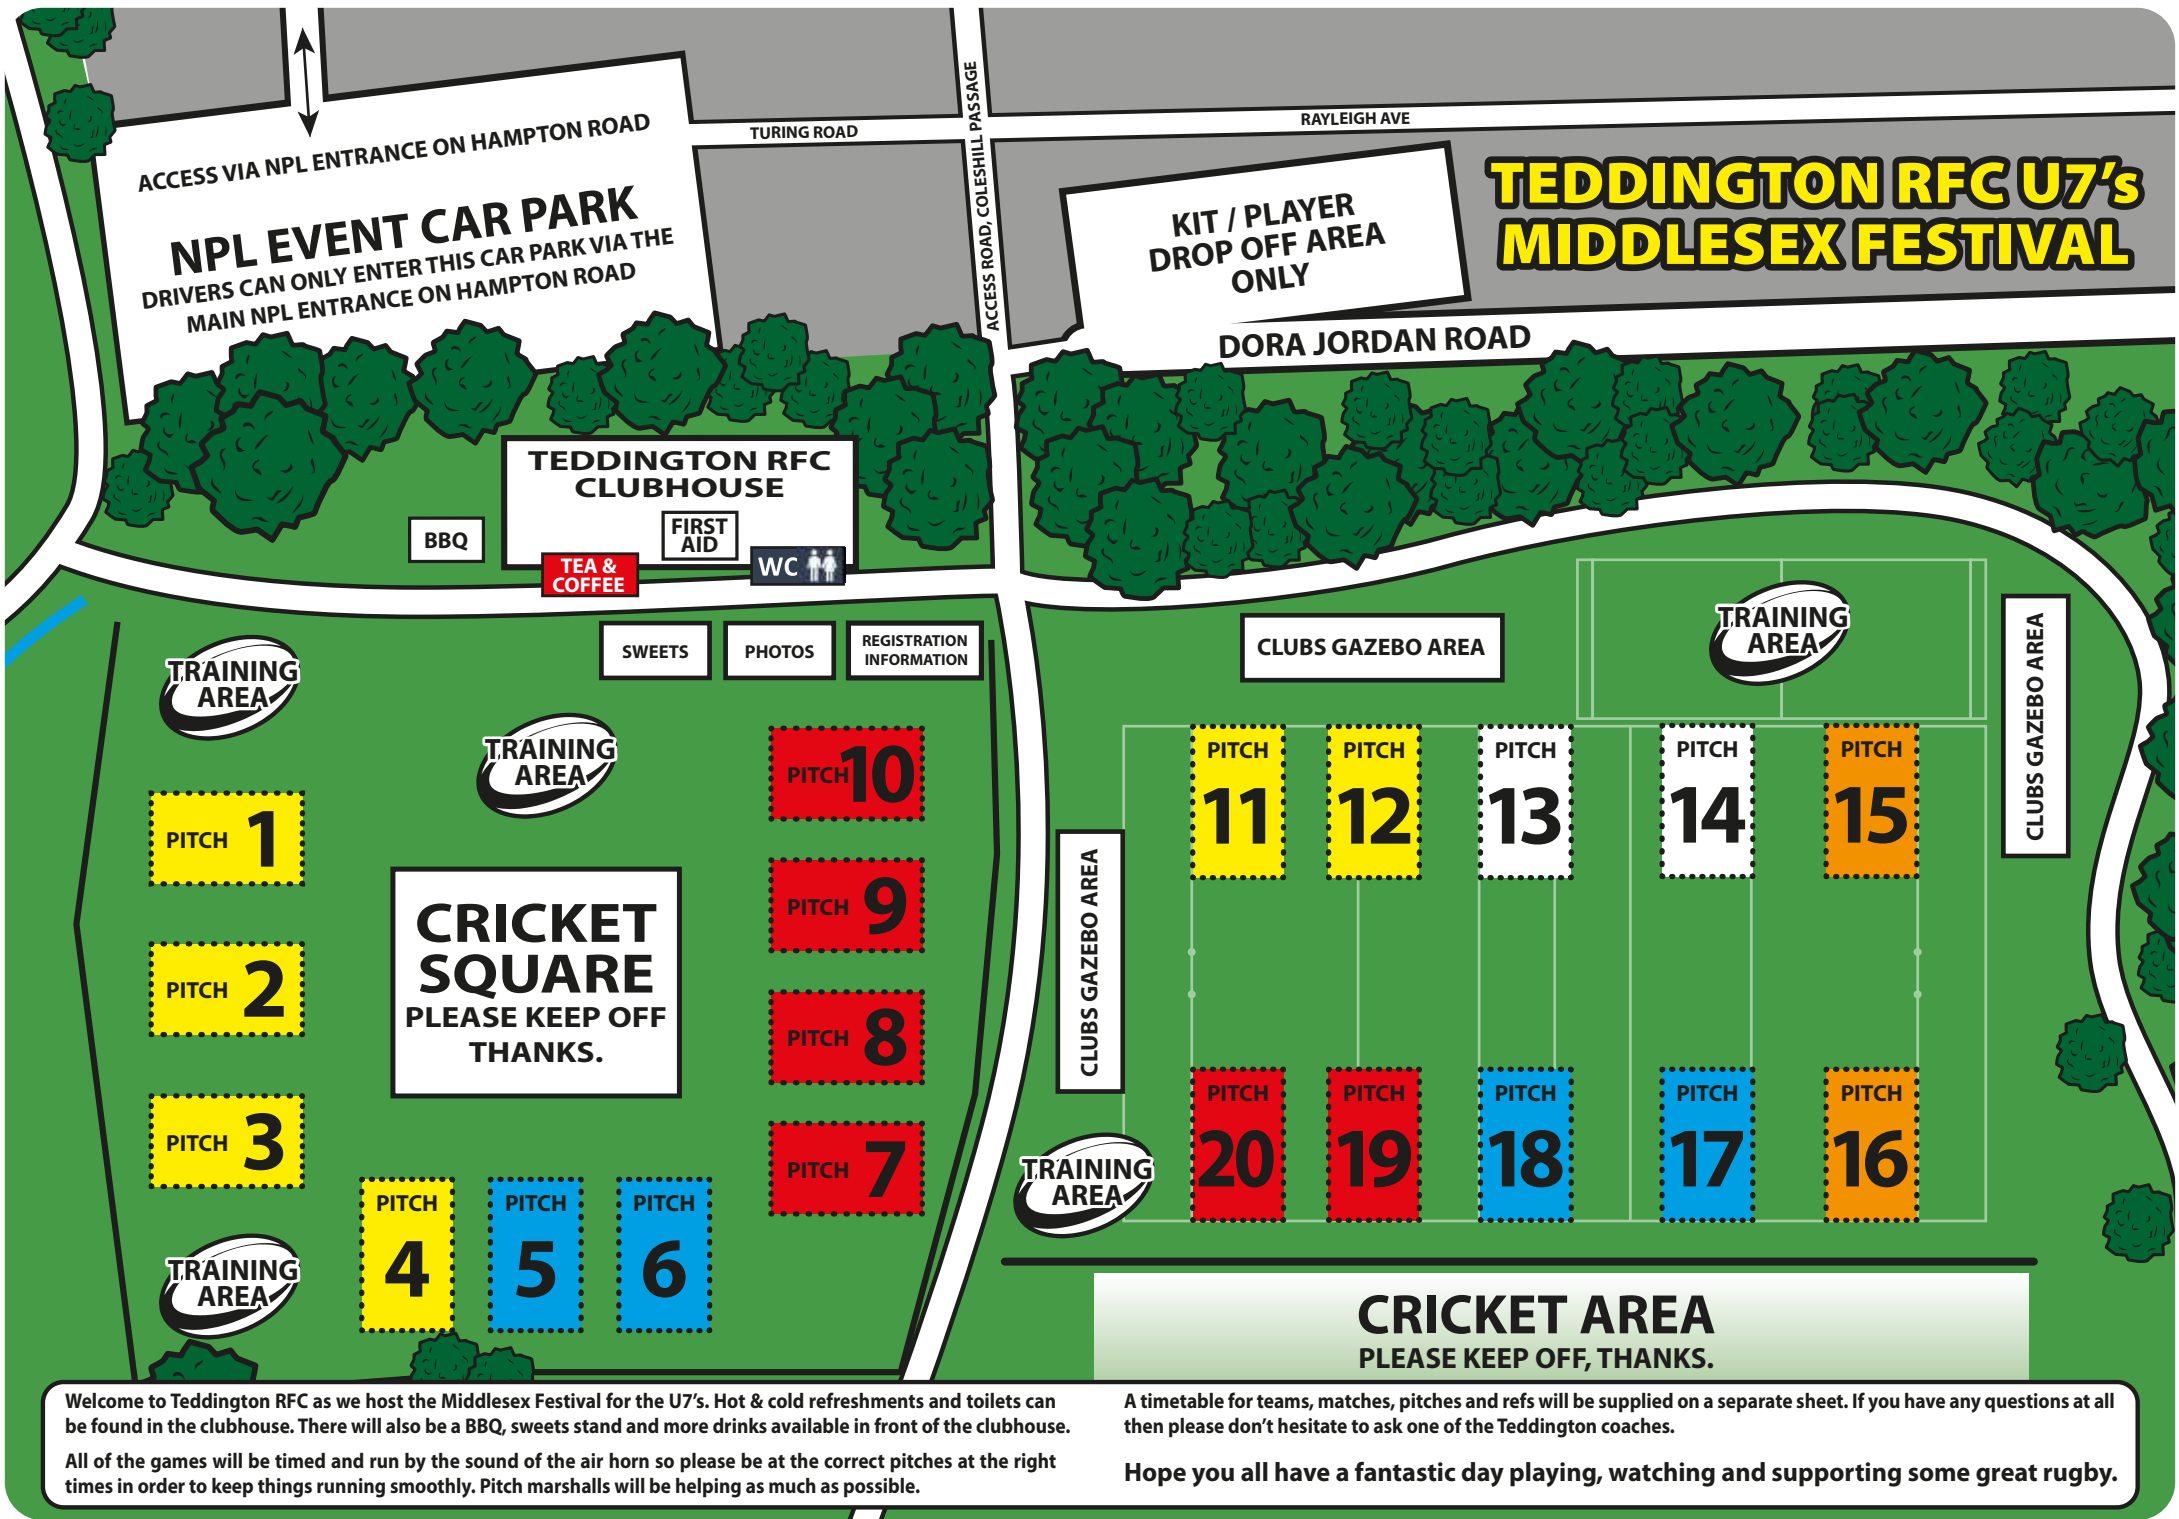 ACCESS VIA NPL ENTRANCE ON HAMPTON ROAD
NPL EVENT CAR PARK
DRIVERS CAN ONLY ENTER THIS CAR PARK VIA THE
MAIN NPL ENTRANCE ON HAMPTON ROAD
TURING ROAD
ACCESS ROAD, COLESHILL PASSAGE
RAYLEIGH AVE
KIT / PLAYER
DROP OFF AREA
ONLY
TEDDINGTON RFC U7's
MIDDLESEX FESTIVAL
DORA JORDAN ROAD
TEDDINGTON RFC
CLUBHOUSE
BBQ
FIRST
AID
TEA &
COFFEE
WC
SWEETS
PHOTOS
REGISTRATION
INFORMATION
CLUBS GAZEBO AREA
TRAINING
AREA
CLUBS GAZEBO AREA
TRAINING
AREA
TRAINING
AREA
PITCH 10
PITCH 1
PITCH 9
PITCH 2
PITCH 8
PITCH 3
PITCH 7
CRICKET
SQUARE
PLEASE KEEP OFF
THANKS.
PITCH
4
PITCH
5
PITCH
6
TRAINING
AREA
PITCH
11
PITCH
12
PITCH
13
PITCH
14
PITCH
15
CLUBS GAZEBO AREA
PITCH
20
PITCH
19
PITCH
18
PITCH
17
PITCH
16
TRAINING
AREA
CRICKET AREA
PLEASE KEEP OFF, THANKS.
Welcome to Teddington RFC as we host the Middlesex Festival for the U7's. Hot & cold refreshments and toilets can
be found in the clubhouse. There will also be a BBQ, sweets stand and more drinks available in front of the clubhouse.
All of the games will be timed and run by the sound of the air horn so please be at the correct pitches at the right
times in order to keep things running smoothly. Pitch marshalls will be helping as much as possible.
A timetable for teams, matches, pitches and refs will be supplied on a separate sheet. If you have any questions at all
then please don't hesitate to ask one of the Teddington coaches.
Hope you all have a fantastic day playing, watching and supporting some great rugby.